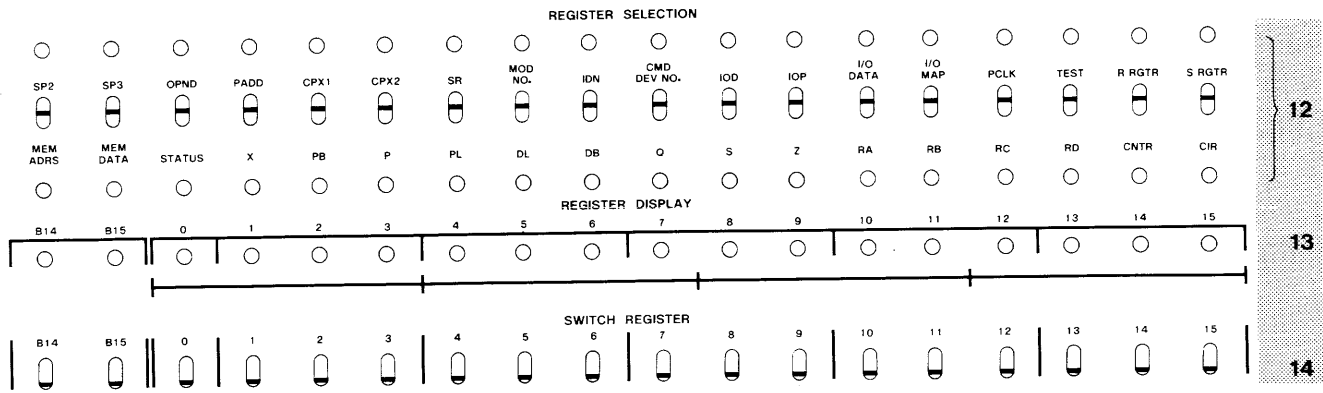 REGISTER SELECTION
SP2 SP3 OPND PADD CPX1 CPX2 SR MOD NO. IDN CMD DEV NO. IOD IOP I/O DATA I/O MAP PCLK TEST R RGTR S RGTR
12
MEM ADRS MEM DATA STATUS X PB P PL DL DB Q S Z RA RB RC RD CNTR CIR
REGISTER DISPLAY
B14 B15 0 1 2 3 4 5 6 7 8 9 10 11 12 13 14 15
13
SWITCH REGISTER
B14 B15 0 1 2 3 4 5 6 7 8 9 10 11 12 13 14 15
14